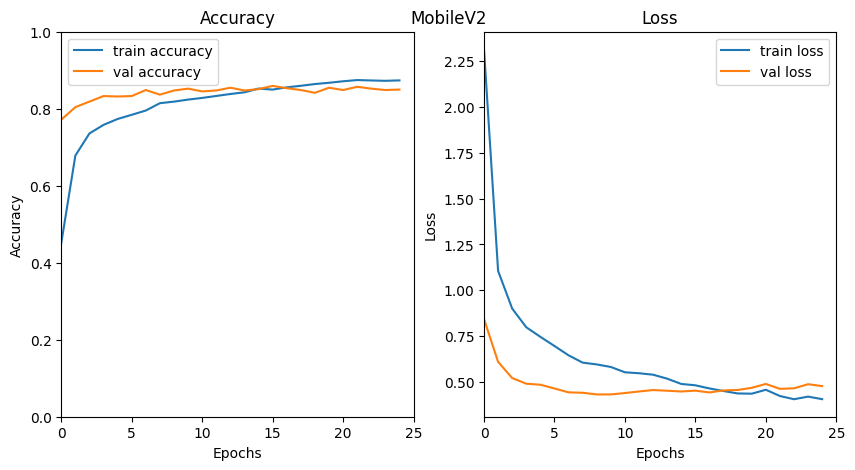 MobileV2
Accuracy
train accuracy
val accuracy
1.0
0.8
0.6
0.4
0.2
0.0
Accuracy
0
5
10
15
20
25
Epochs
Loss
train loss
val loss
2.25
2.00
1.75
1.50
1.25
1.00
0.75
0.50
Loss
0
5
10
15
20
25
Epochs